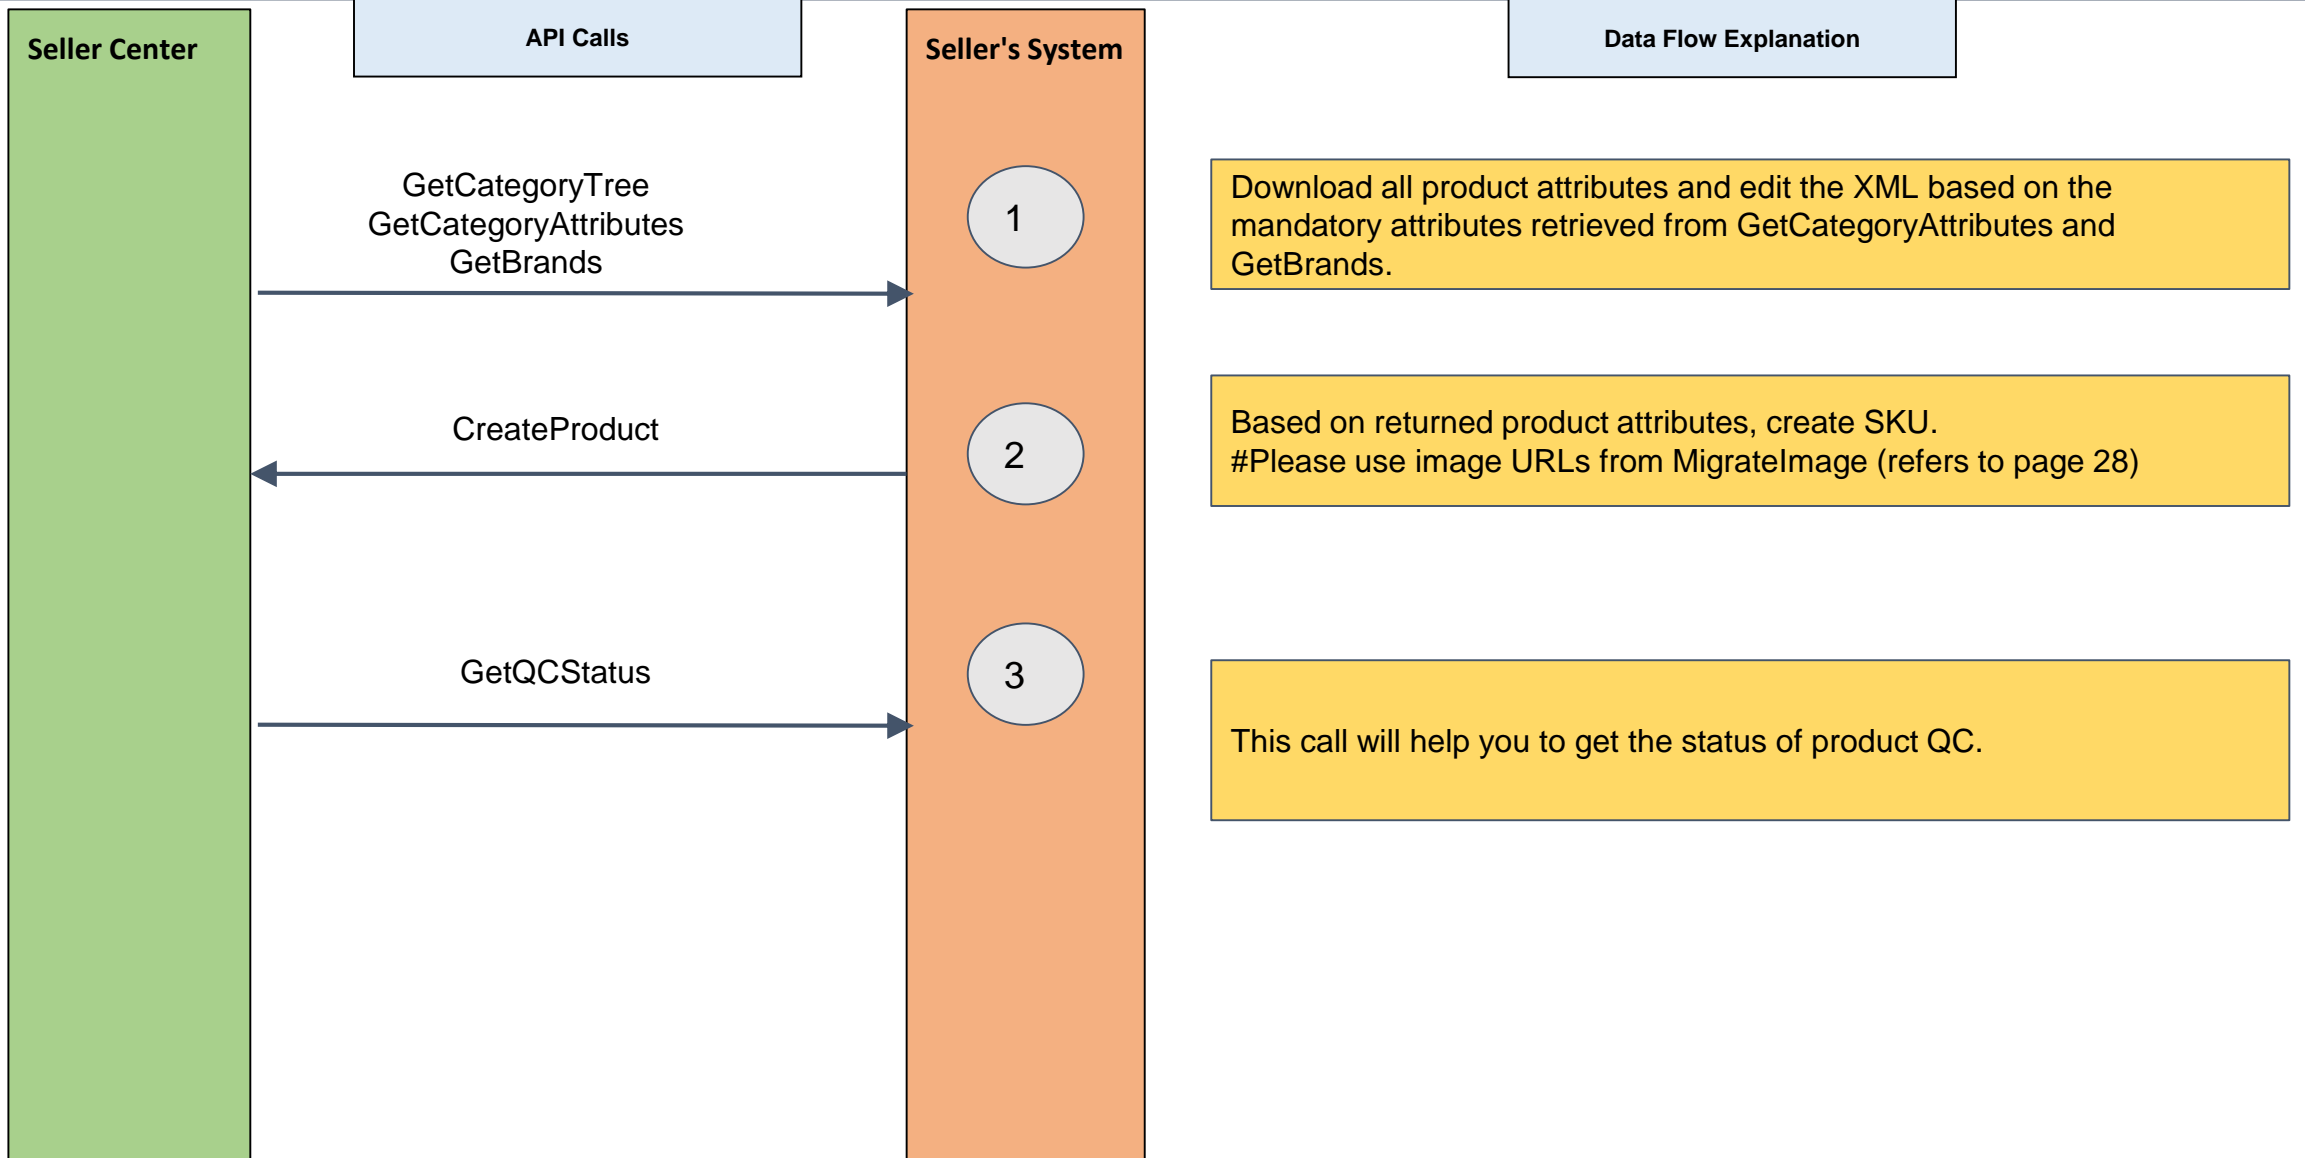 Seller Center
API Calls
Seller's System
Data Flow Explanation
GetCategoryTree
GetCategoryAttributes
GetBrands
1
Download all product attributes and edit the XML based on the
mandatory attributes retrieved from GetCategoryAttributes and
GetBrands.
CreateProduct
2
Based on returned product attributes, create SKU.
#Please use image URLs from MigrateImage (refers to page 28)
GetQCStatus
3
This call will help you to get the status of product QC.